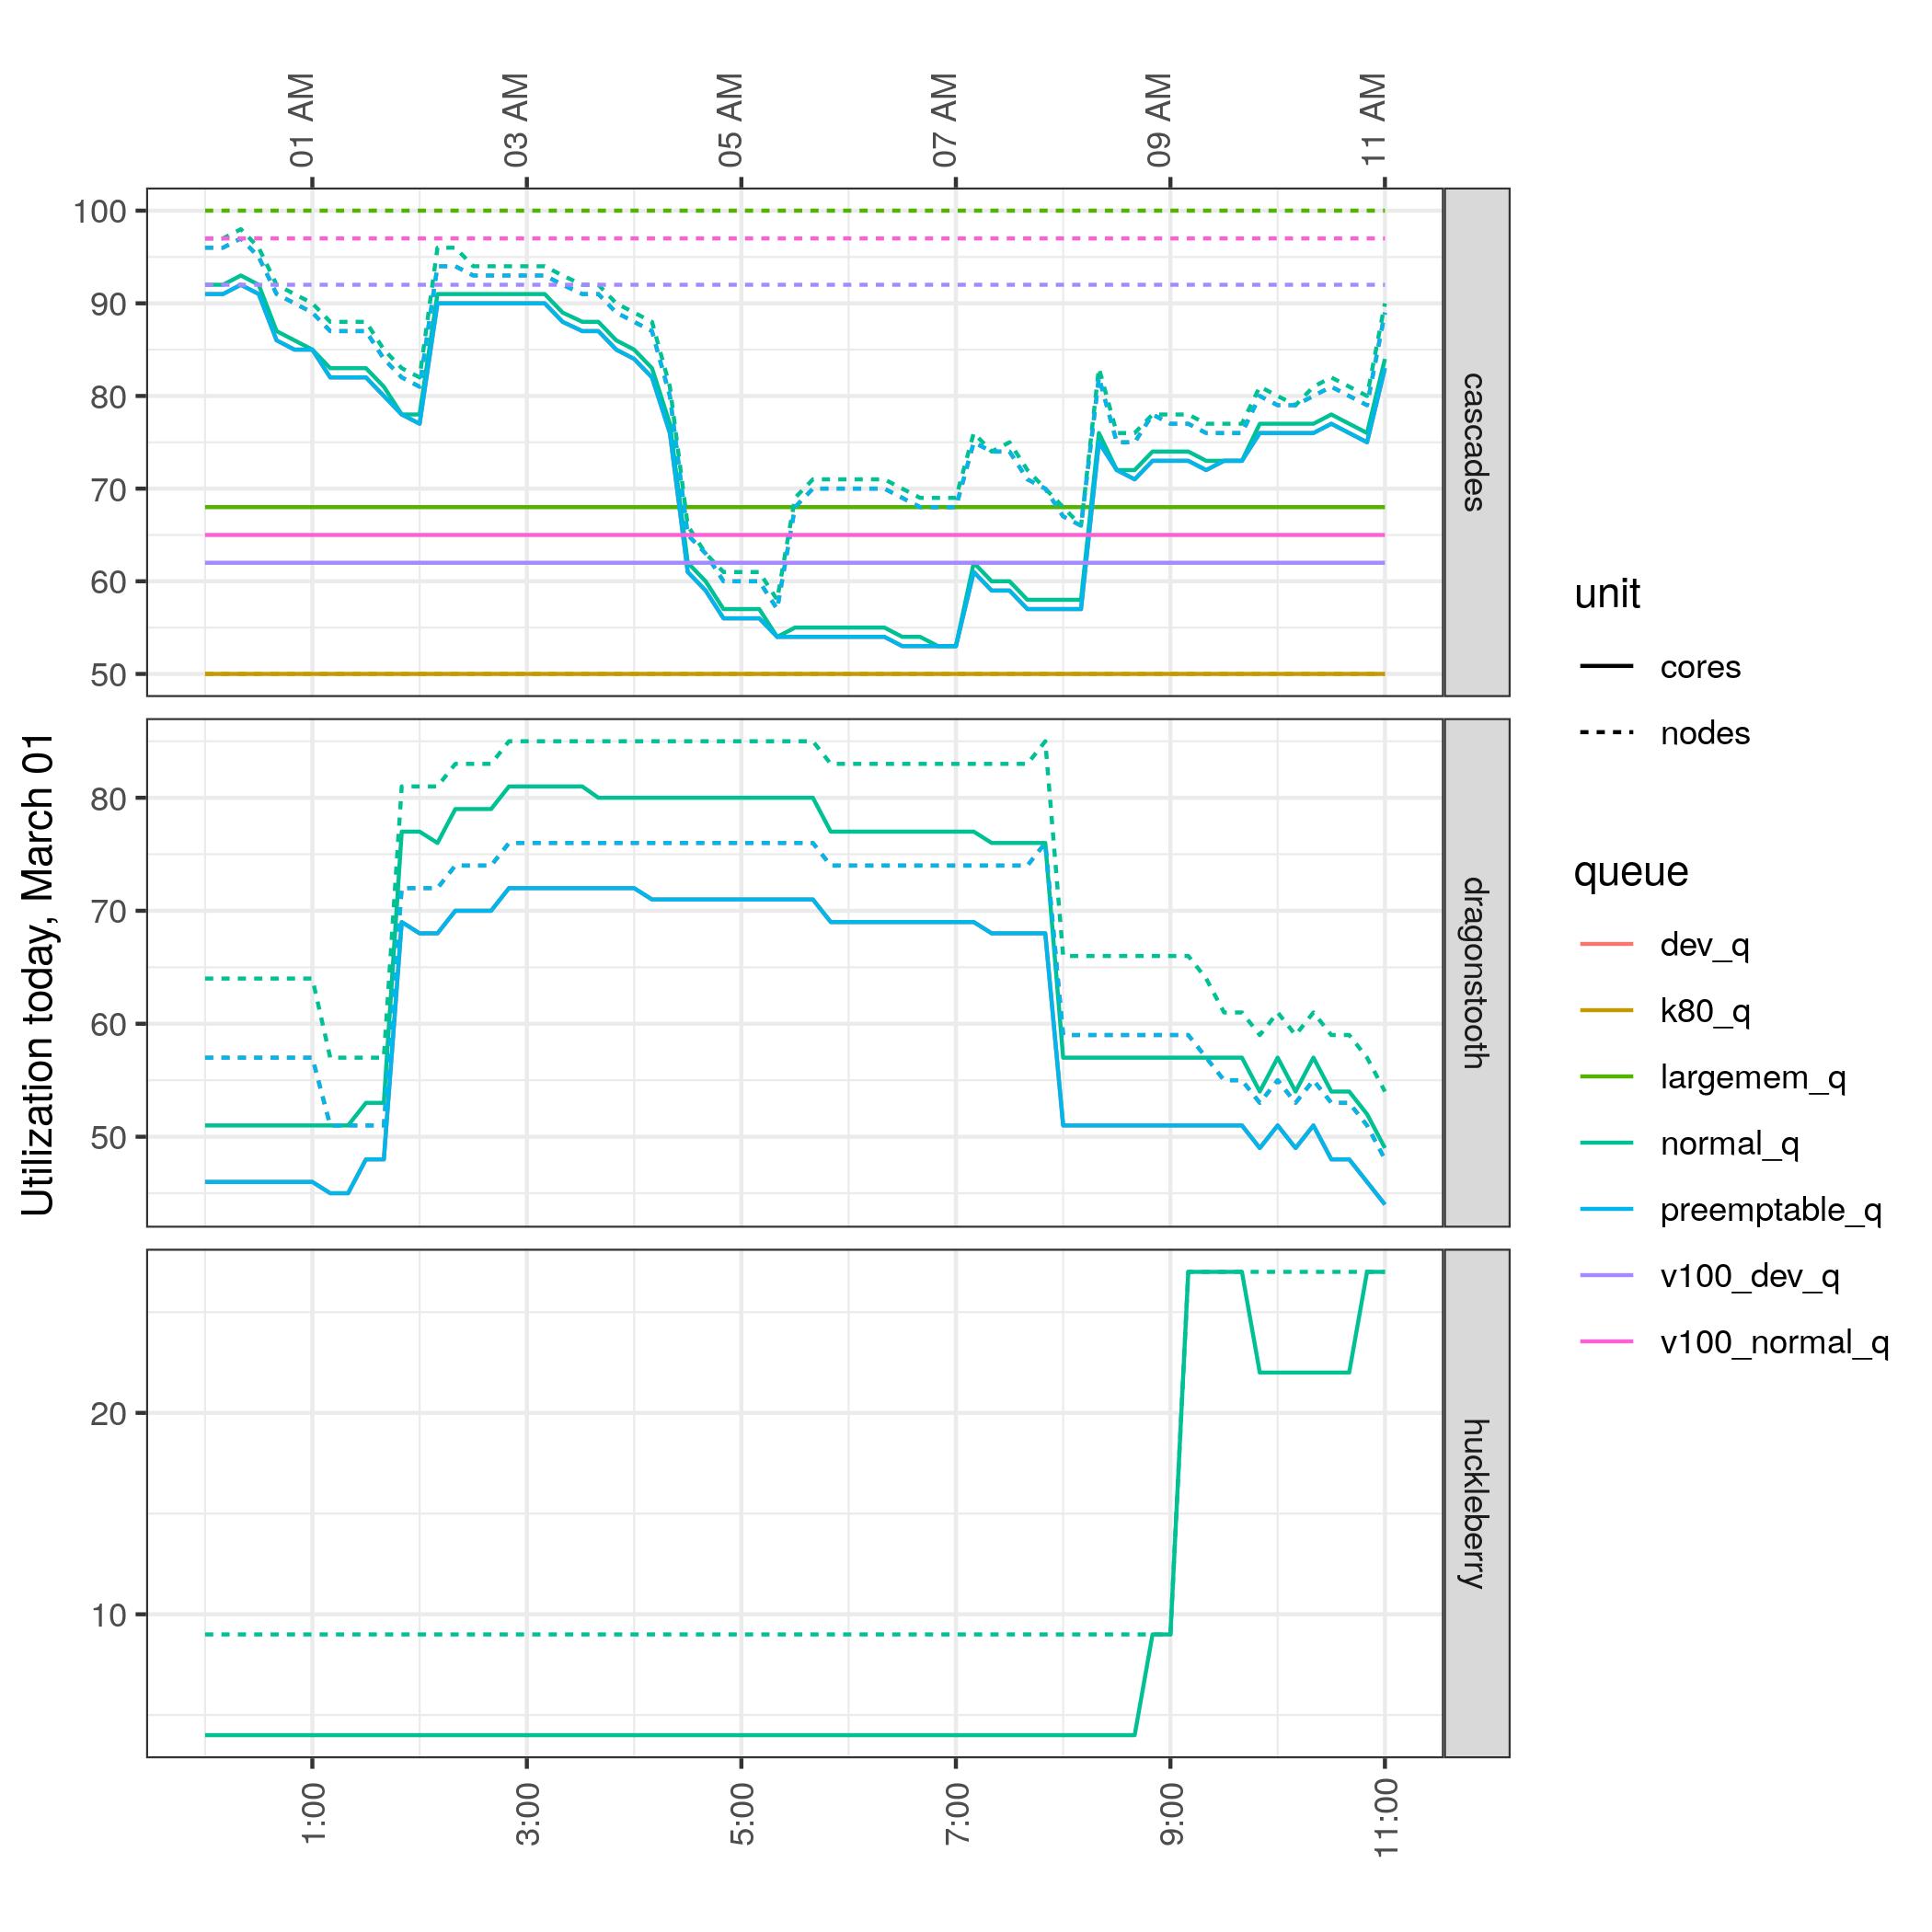 01 AM 03 AM 05 AM 07 AM 09 AM 11 AM
Utilization today, March 01
100
90
80
70
60
50
cascades
80
70
60
50
dragonstooth
20
10
huckleberry
1:00 3:00 5:00 7:00 9:00 11:00
unit
cores
nodes
queue
dev_q
k80_q
largemem_q
normal_q
preemptable_q
v100_dev_q
v100_normal_q